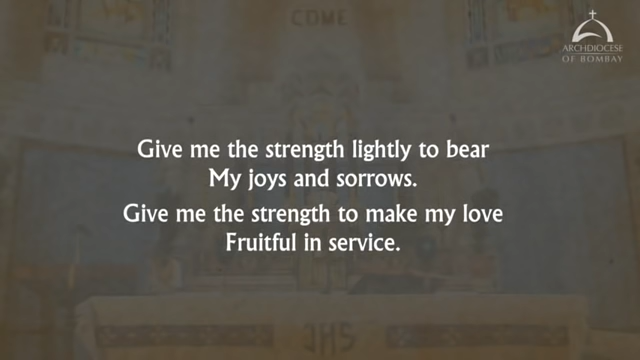 COME
ARCHDIOCESE
OF BOMBAY
Give me the strength lightly to bear
My joys and sorrows.
Give me the strength to make my love
Fruitful in service.
JHS